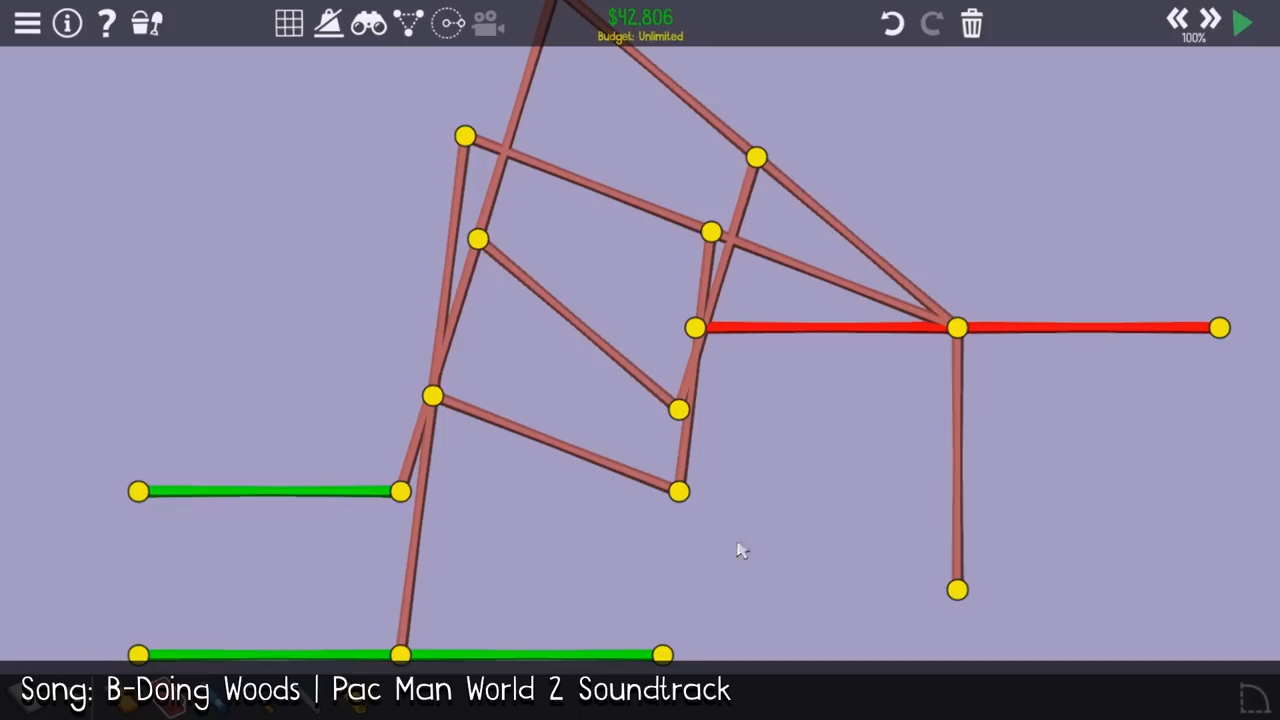 $42,806
Budget: Unlimited
100%
Song: B-Doing Woods | Pac Man World 2 Soundtrack